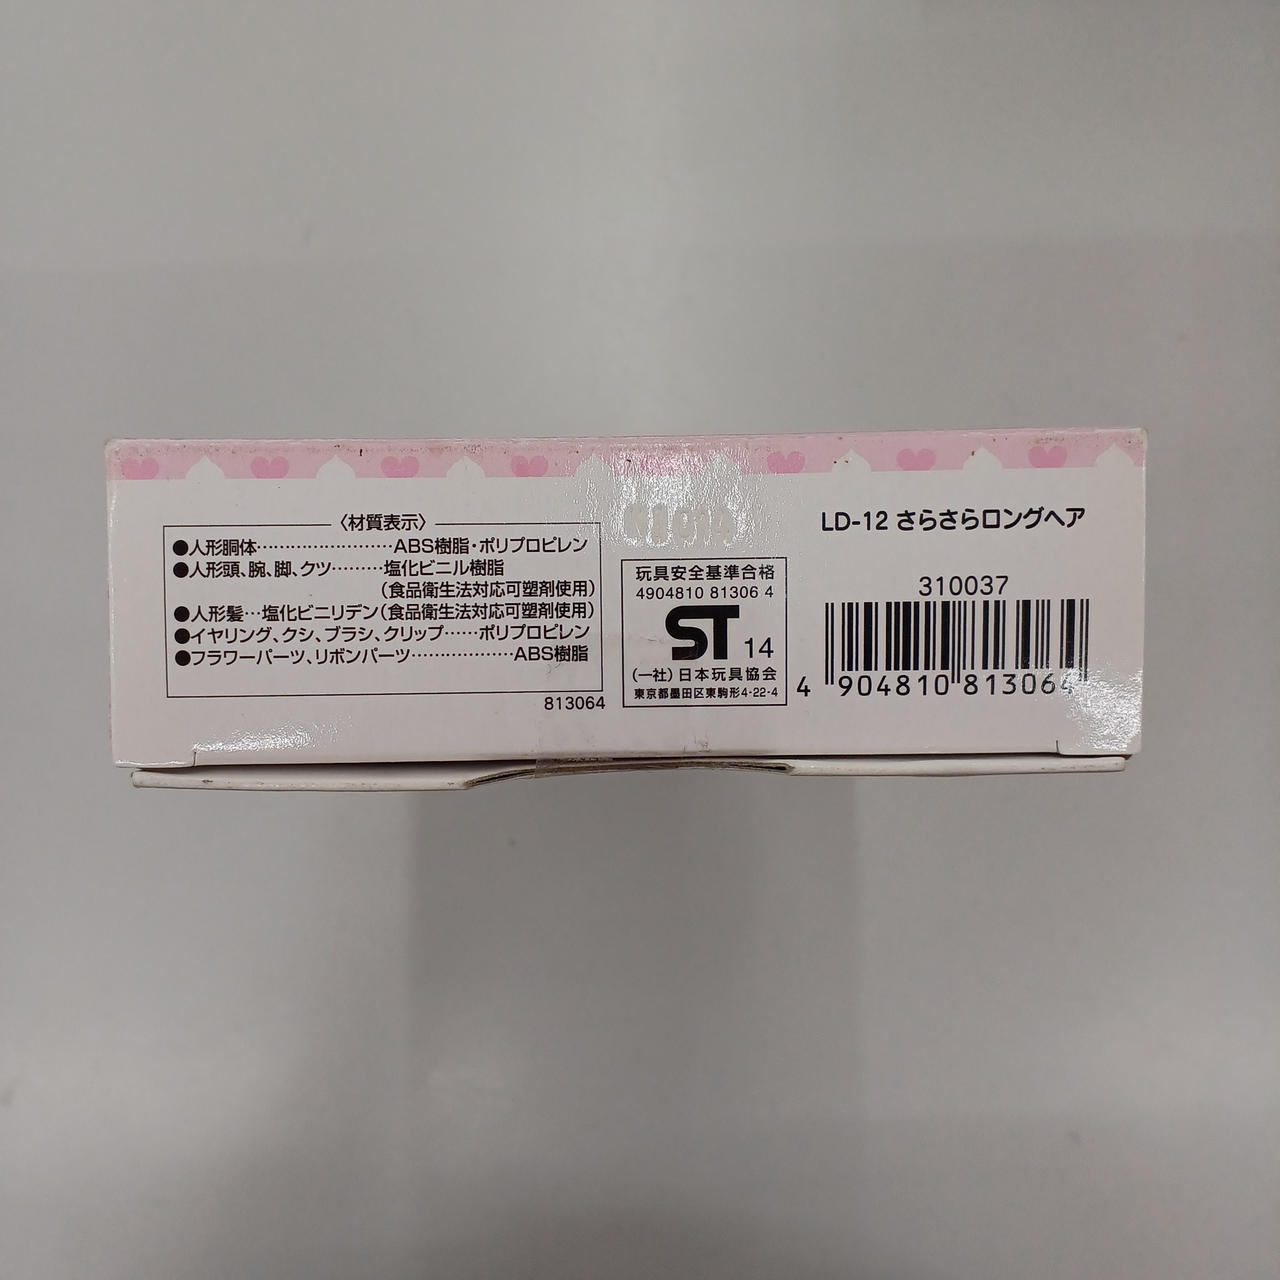 〈材質表示〉
●人形胴体……………………ABS樹脂・ポリプロピレン
●人形頭、腕、脚、クツ………塩化ビニル樹脂
(食品衛生法対応可塑剤使用)
●人形髪…塩化ビニリデン(食品衛生法対応可塑剤使用)
●イヤリング、クシ、ブラシ、クリップ……ポリプロピレン
●フラワーパーツ、リボンパーツ………………ABS樹脂
813064
玩具安全基準合格
4904810 81306 4
ST 14
(一社)日本玩具協会
東京都墨田区東駒形4-22-4
LD-12 さらさらロングヘア
310037
4 904810 813064